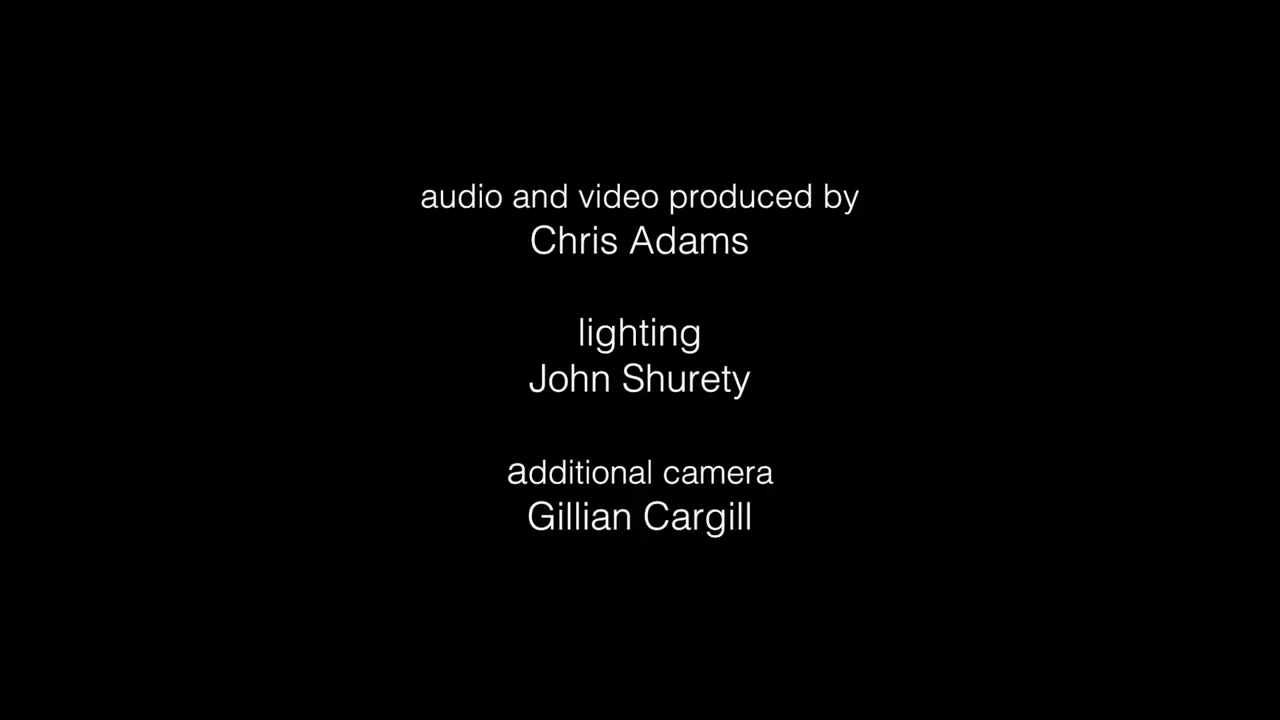 audio and video produced by
Chris Adams
lighting
John Shurety
additional camera
Gillian Cargill